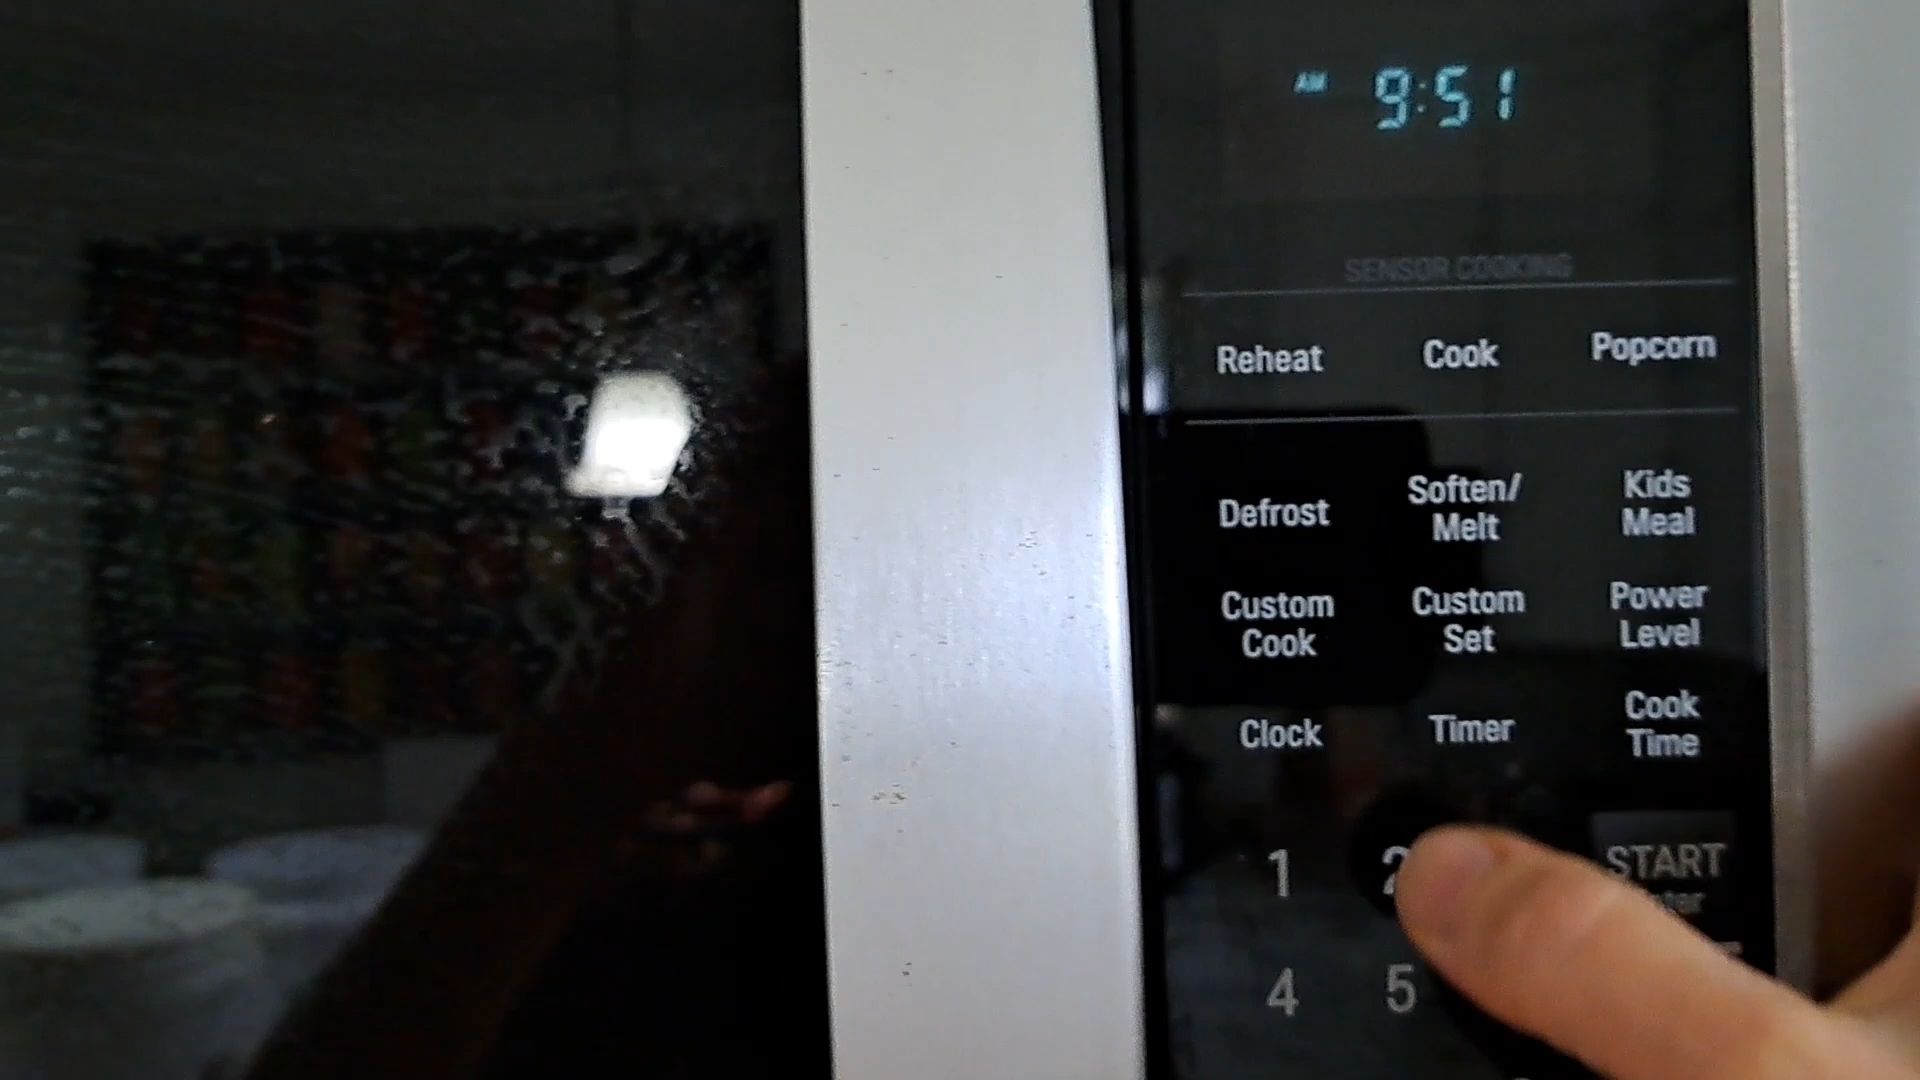 AM 9:51
SENSOR COOKING
Reheat Cook Popcorn
Defrost Soften/ Melt Kids Meal
Custom Cook Custom Set Power Level
Clock Timer Cook Time
1 2 START
4 5